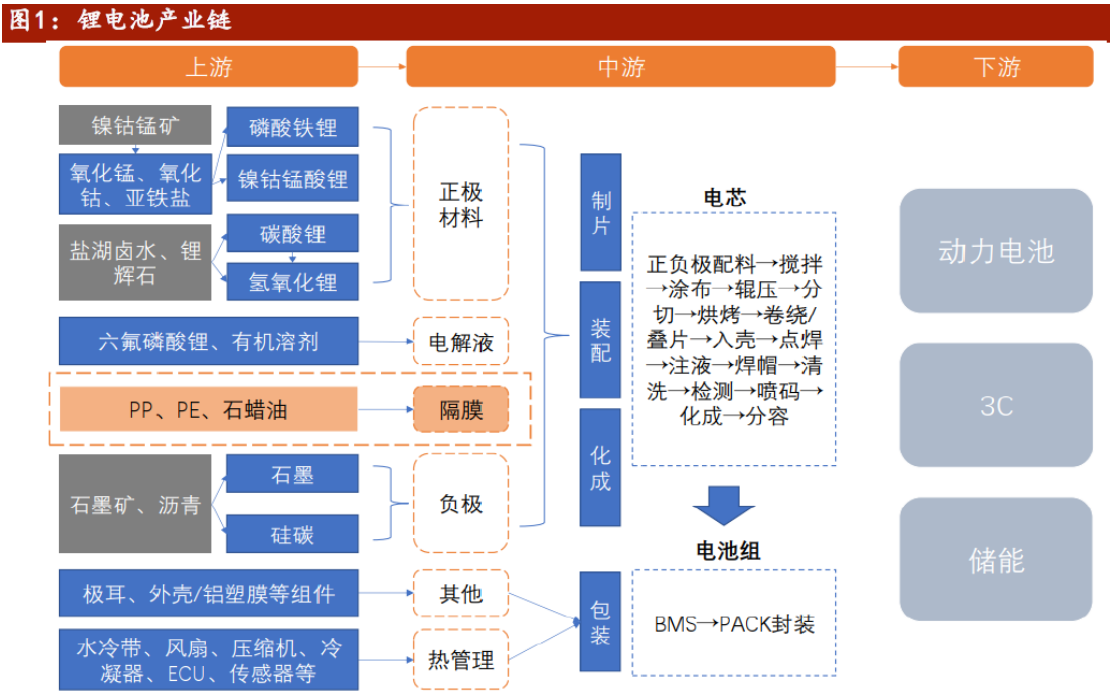 图1：锂电池产业链
上游
中游
下游
镍钴锰矿
氧化锰、氧化
钴、亚铁盐
磷酸铁锂
镍钴锰酸锂
盐湖卤水、锂
辉石
碳酸锂
氢氧化锂
正极
材料
六氟磷酸锂、有机溶剂
电解液
PP、PE、石蜡油
隔膜
石墨矿、沥青
石墨
硅碳
负极
极耳、外壳/铝塑膜等组件
其他
水冷带、风扇、压缩机、冷
凝器、ECU、传感器等
热管理
制
片
装
配
化
成
包
装
电芯
正负极配料→搅拌
→涂布→辊压→分
切→烘烤→卷绕/
叠片→入壳→点焊
→注液→焊帽→清
洗→检测→喷码→
化成→分容
电池组
BMS→PACK封装
动力电池
3C
储能